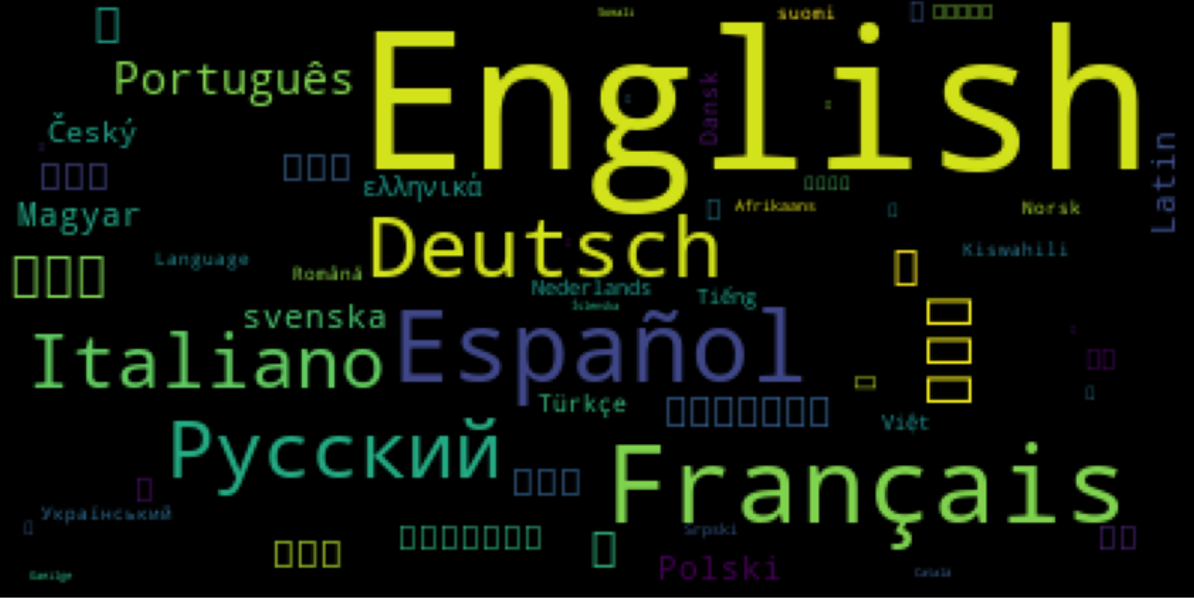 Somali
suomi
English
Português
Dansk
Český
Latin
ελληνικά
Magyar
Afrikaans
Norsk
Deutsch
Kiswahili
Language
Română
Nederlands
Tiếng
svenska
Español
Italiano
Türkçe
Việt
Русский
Français
Український
Srpski
Polski
Gaeilge
Català